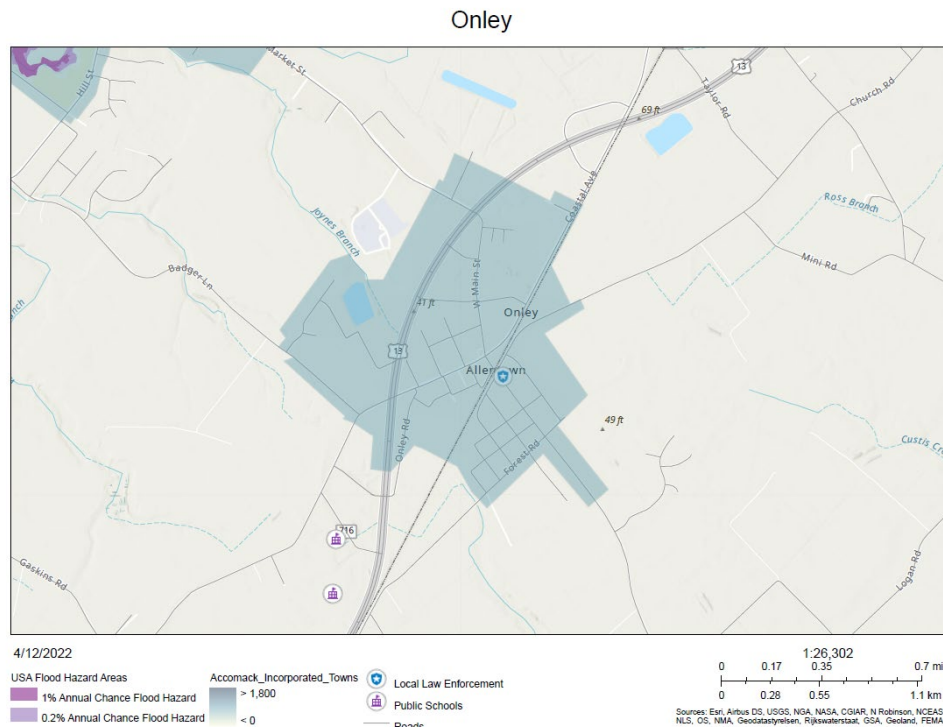 Onley
Market St
Hill St
13
69 ft
Taylor Rd
Church Rd
Coastal Ave
Joynes Branch
Ross Branch
Badger Ln
W Main St
Mini Rd
41 ft
Onley
13
Allentown
49 ft
Onley Rd
Forest Rd
Custis Cre
716
Gaskins Rd
Logan Rd
4/12/2022
1:26,302
USA Flood Hazard Areas
1% Annual Chance Flood Hazard
0.2% Annual Chance Flood Hazard
Accomack_Incorporated_Towns
> 1,800
< 0
Local Law Enforcement
Public Schools
Roads
0 0.17 0.35 0.7 mi
0 0.28 0.55 1.1 km
Sources: Esri, Airbus DS, USGS, NGA, NASA, CGIAR, N Robinson, NCEAS,
NLS, OS, NMA, Geodatastyrelsen, Rijkswaterstaat, GSA, Geoland, FEMA,